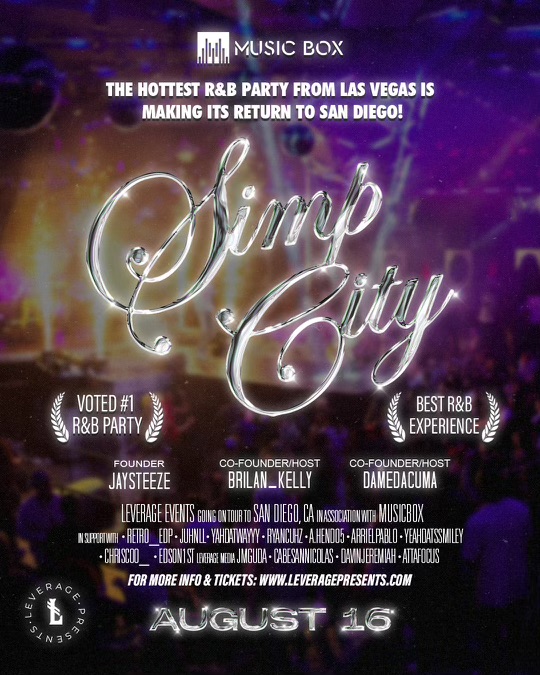 MUSIC BOX
THE HOTTEST R&B PARTY FROM LAS VEGAS IS
MAKING ITS RETURN TO SAN DIEGO!
Simp
City
VOTED #1
R&B PARTY
BEST R&B
EXPERIENCE
FOUNDER
JAYSTEEZE
CO-FOUNDER/HOST
BRILAN_KELLY
CO-FOUNDER/HOST
DAMEDACUMA
LEVERAGE EVENTS GOING ON TOUR TO SAN DIEGO, CA IN ASSOCIATION WITH MUSICBOX
IN SUPPORT WITH • RETRO__EDP • JUHN1LL • YAHDATWAYYY • RYANCUHZ • A.HENDO5 • ARRIELPABLO • YEAHDATSSMILEY
• CHRISCOO__ • EDSON1ST LEVERAGE MEDIA JMGUDA • CABESANNICOLAS • DAVINJEREMIAH • ATTAFOCUS
FOR MORE INFO & TICKETS: WWW.LEVERAGEPRESENTS.COM
LEVERAGE • PRESENTS •
L
AUGUST 16